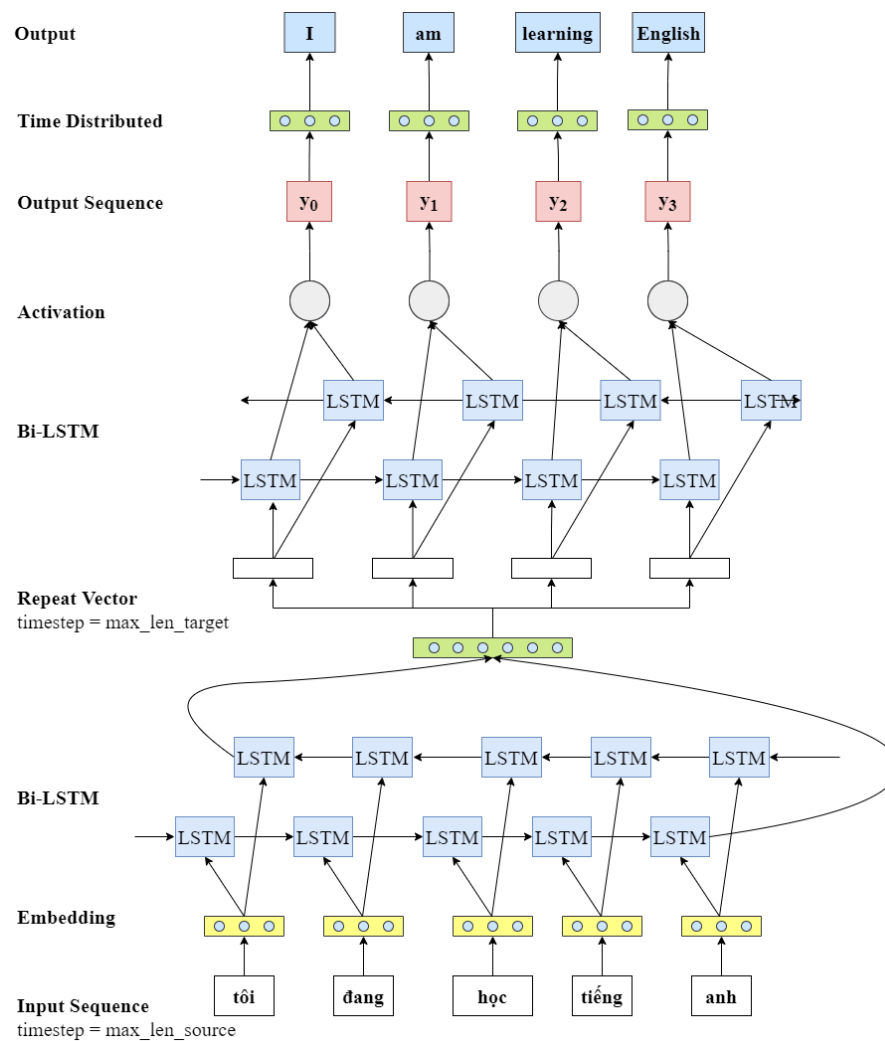 Output
I
am
learning
English
Time Distributed
Output Sequence
y0
y1
y2
y3
Activation
LSTM
LSTM
LSTM
LSTM
Bi-LSTM
LSTM
LSTM
LSTM
LSTM
Repeat Vector
timestep = max_len_target
LSTM
LSTM
LSTM
LSTM
LSTM
Bi-LSTM
LSTM
LSTM
LSTM
LSTM
LSTM
Embedding
Input Sequence
timestep = max_len_source
tôi
đang
học
tiếng
anh